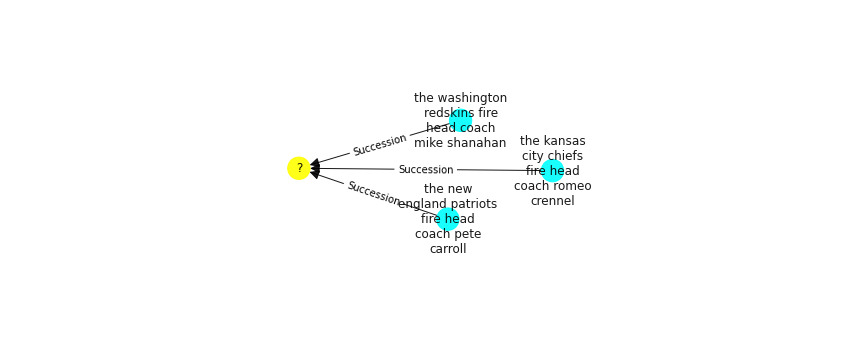 the washington
redskins fire
head coach
mike shanahan
Succession
?
Succession
the kansas
city chiefs
fire head
coach romeo
crennel
Succession
the new
england patriots
fire head
coach pete
carroll